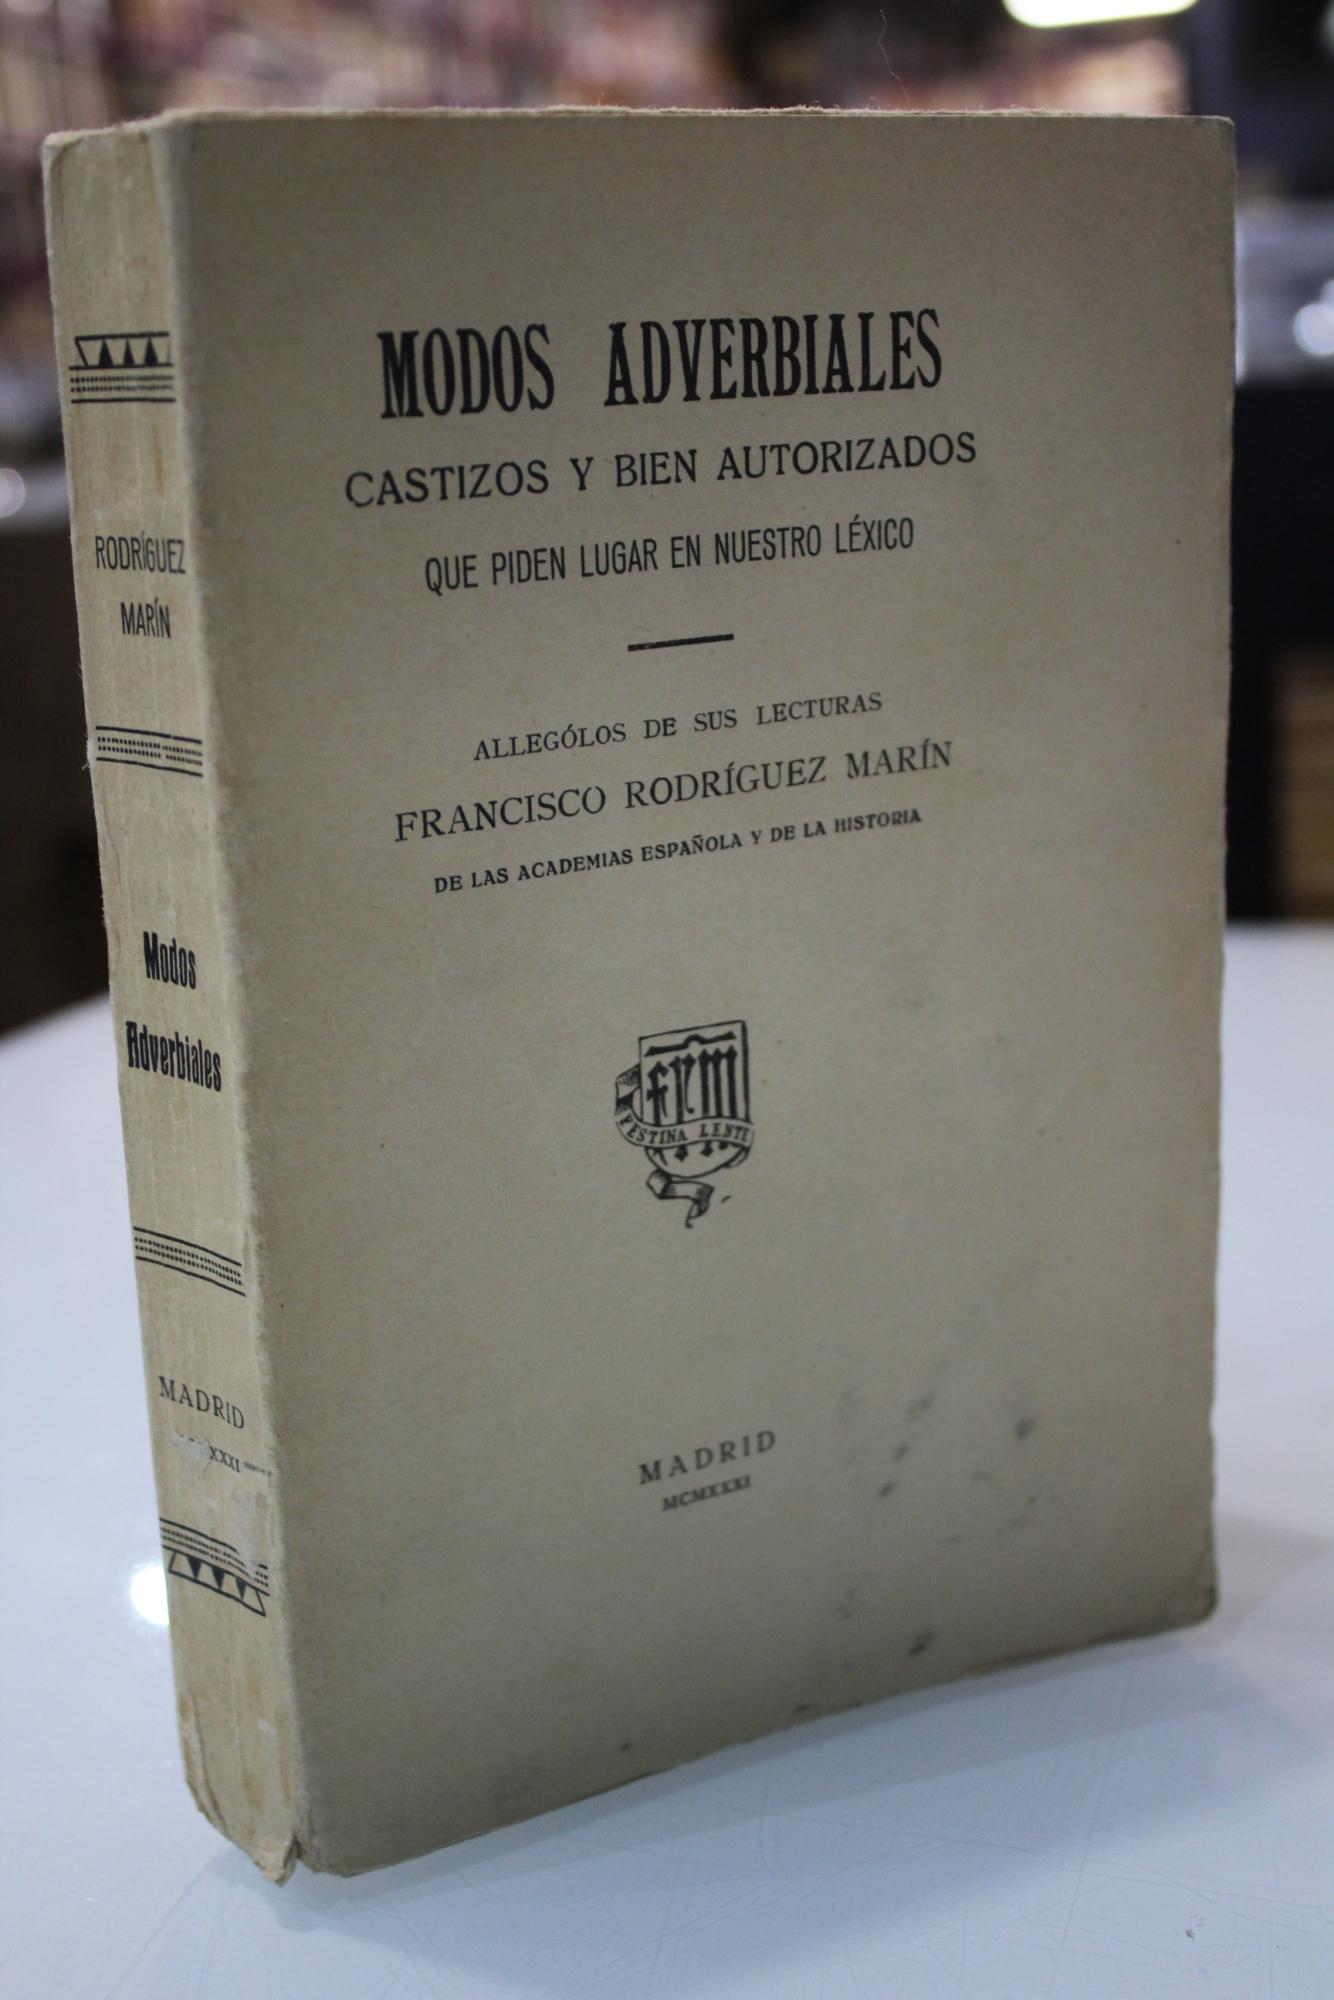 MODOS ADVERBIALES
CASTIZOS Y BIEN AUTORIZADOS
QUE PIDEN LUGAR EN NUESTRO LÉXICO
ALLEGÓLOS DE SUS LECTURAS
FRANCISCO RODRÍGUEZ MARÍN
DE LAS ACADEMIAS ESPAÑOLA Y DE LA HISTORIA
frm
FESTINA LENTE
MADRID
MCMXXXI
RODRÍGUEZ
MARÍN
Modos
Adverbiales
MADRID
XXXI